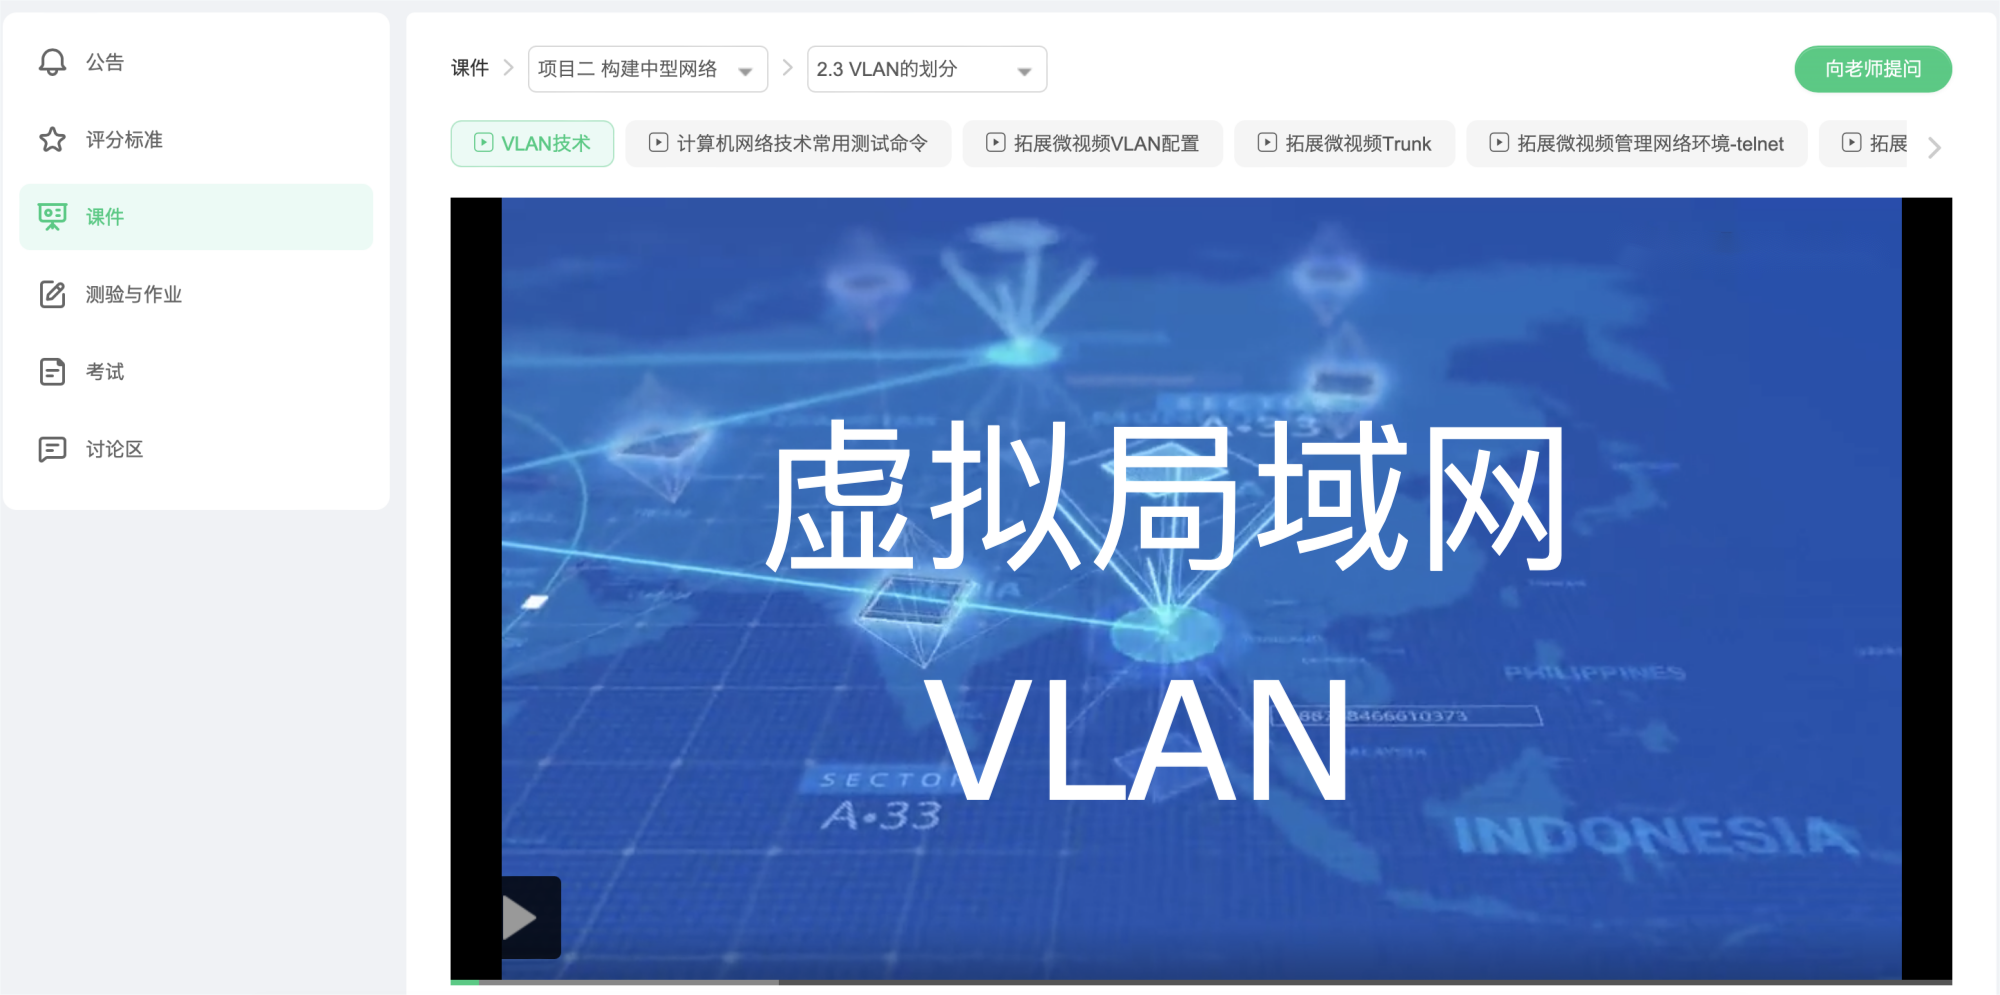 公告
评分标准
课件
测验与作业
考试
讨论区
课件
项目二 构建中型网络
2.3 VLAN的划分
向老师提问
VLAN技术
计算机网络技术常用测试命令
拓展微视频VLAN配置
拓展微视频Trunk
拓展微视频管理网络环境-telnet
拓展
虚拟局域网
VLAN
PHILIPPINES
SECTOR
A·33
INDONESIA